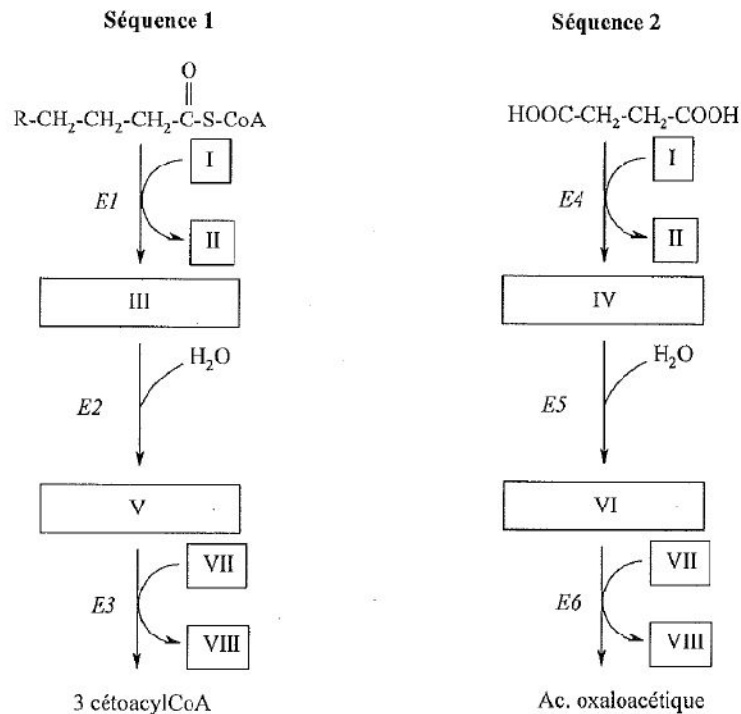 Séquence 1
O
R-CH₂-CH₂-CH₂-C-S-CoA
E1
I
II
III
H₂O
E2
V
VII
E3
VIII
3 cétoacylCoA
Séquence 2
HOOC-CH₂-CH₂-COOH
I
E4
II
IV
H₂O
E5
VI
VII
E6
VIII
Ac. oxaloacétique